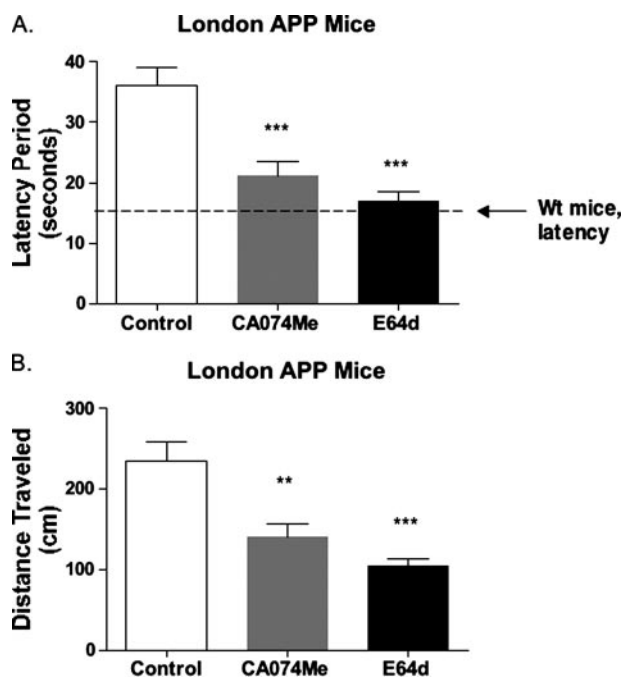 A.
London APP Mice
Latency Period
(seconds)
40
30
20
10
0
***
***
Wt mice,
latency
Control CA074Me E64d
B.
London APP Mice
Distance Traveled
(cm)
300
200
100
0
**
***
Control CA074Me E64d